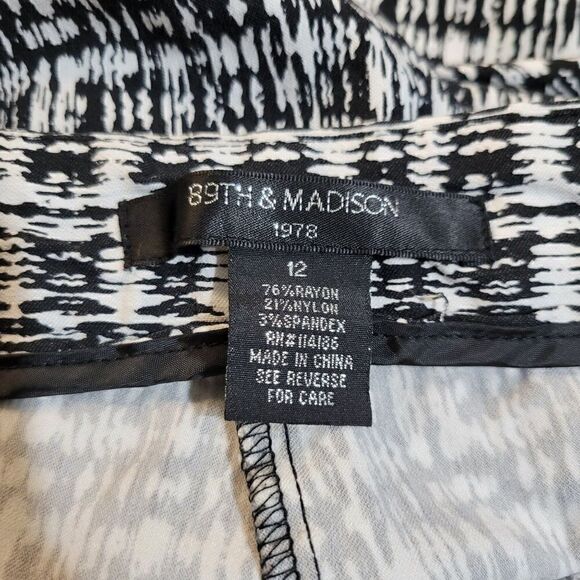 89TH & MADISON
1978
12
76%RAYON
21%NYLON
3%SPANDEX
RN#114186
MADE IN CHINA
SEE REVERSE
FOR CARE